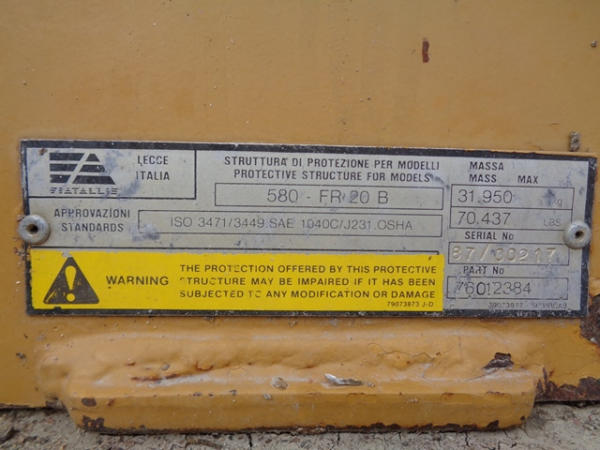 FIATALLIS
LECCE
ITALIA
STRUTTURA DI PROTEZIONE PER MODELLI
PROTECTIVE STRUCTURE FOR MODELS
580 - FR 20 B
MASSA
MASS MAX
31.950 kg
70.437 LBS
APPROVAZIONI
STANDARDS
ISO 3471/3449.SAE 1040C/J231.OSHA
SERIAL No
87/00217
PART No
76012384
WARNING
THE PROTECTION OFFERED BY THIS PROTECTIVE
STRUCTURE MAY BE IMPAIRED IF IT HAS BEEN
SUBJECTED TO ANY MODIFICATION OR DAMAGE
79073873 J-D